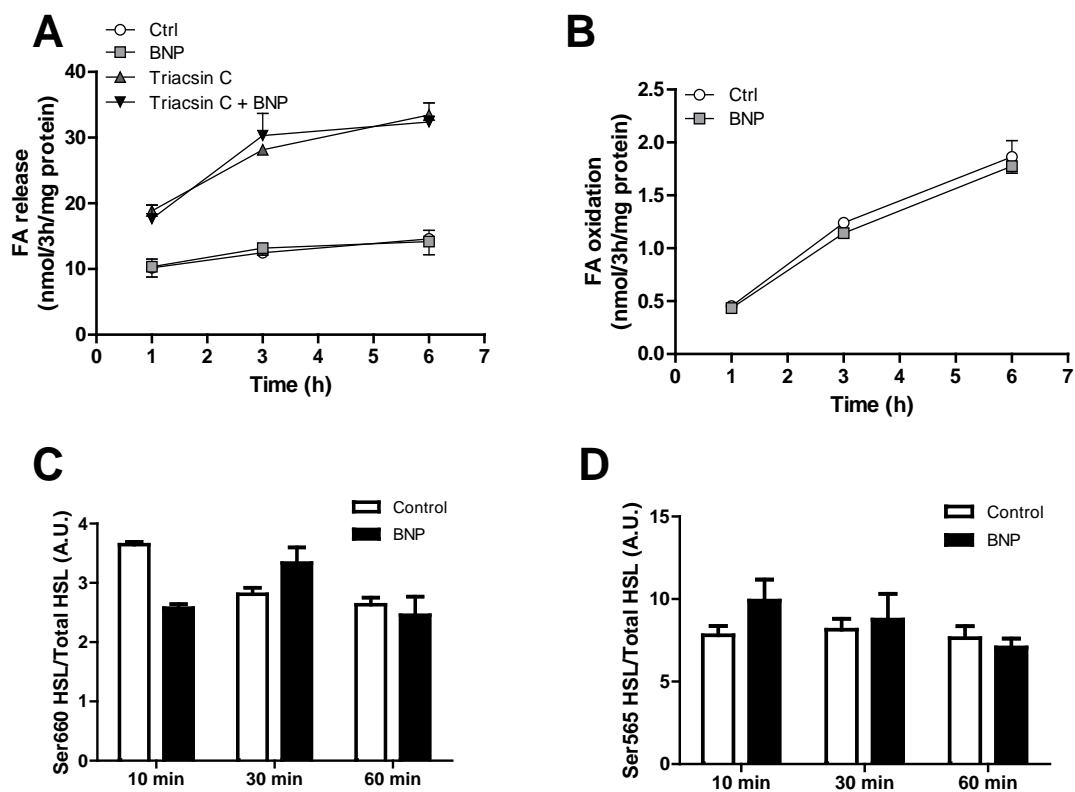 A
Ctrl
BNP
Triacsin C
Triacsin C + BNP
FA release
(nmol/3h/mg protein)
40
30
20
10
0
0 1 2 3 4 5 6 7
Time (h)
B
Ctrl
BNP
FA oxidation
(nmol/3h/mg protein)
2.5
2.0
1.5
1.0
0.5
0.0
0 1 2 3 4 5 6 7
Time (h)
C
Control
BNP
Ser660 HSL/Total HSL (A.U.)
4
3
2
1
0
10 min 30 min 60 min
D
Control
BNP
Ser565 HSL/Total HSL (A.U.)
15
10
5
0
10 min 30 min 60 min